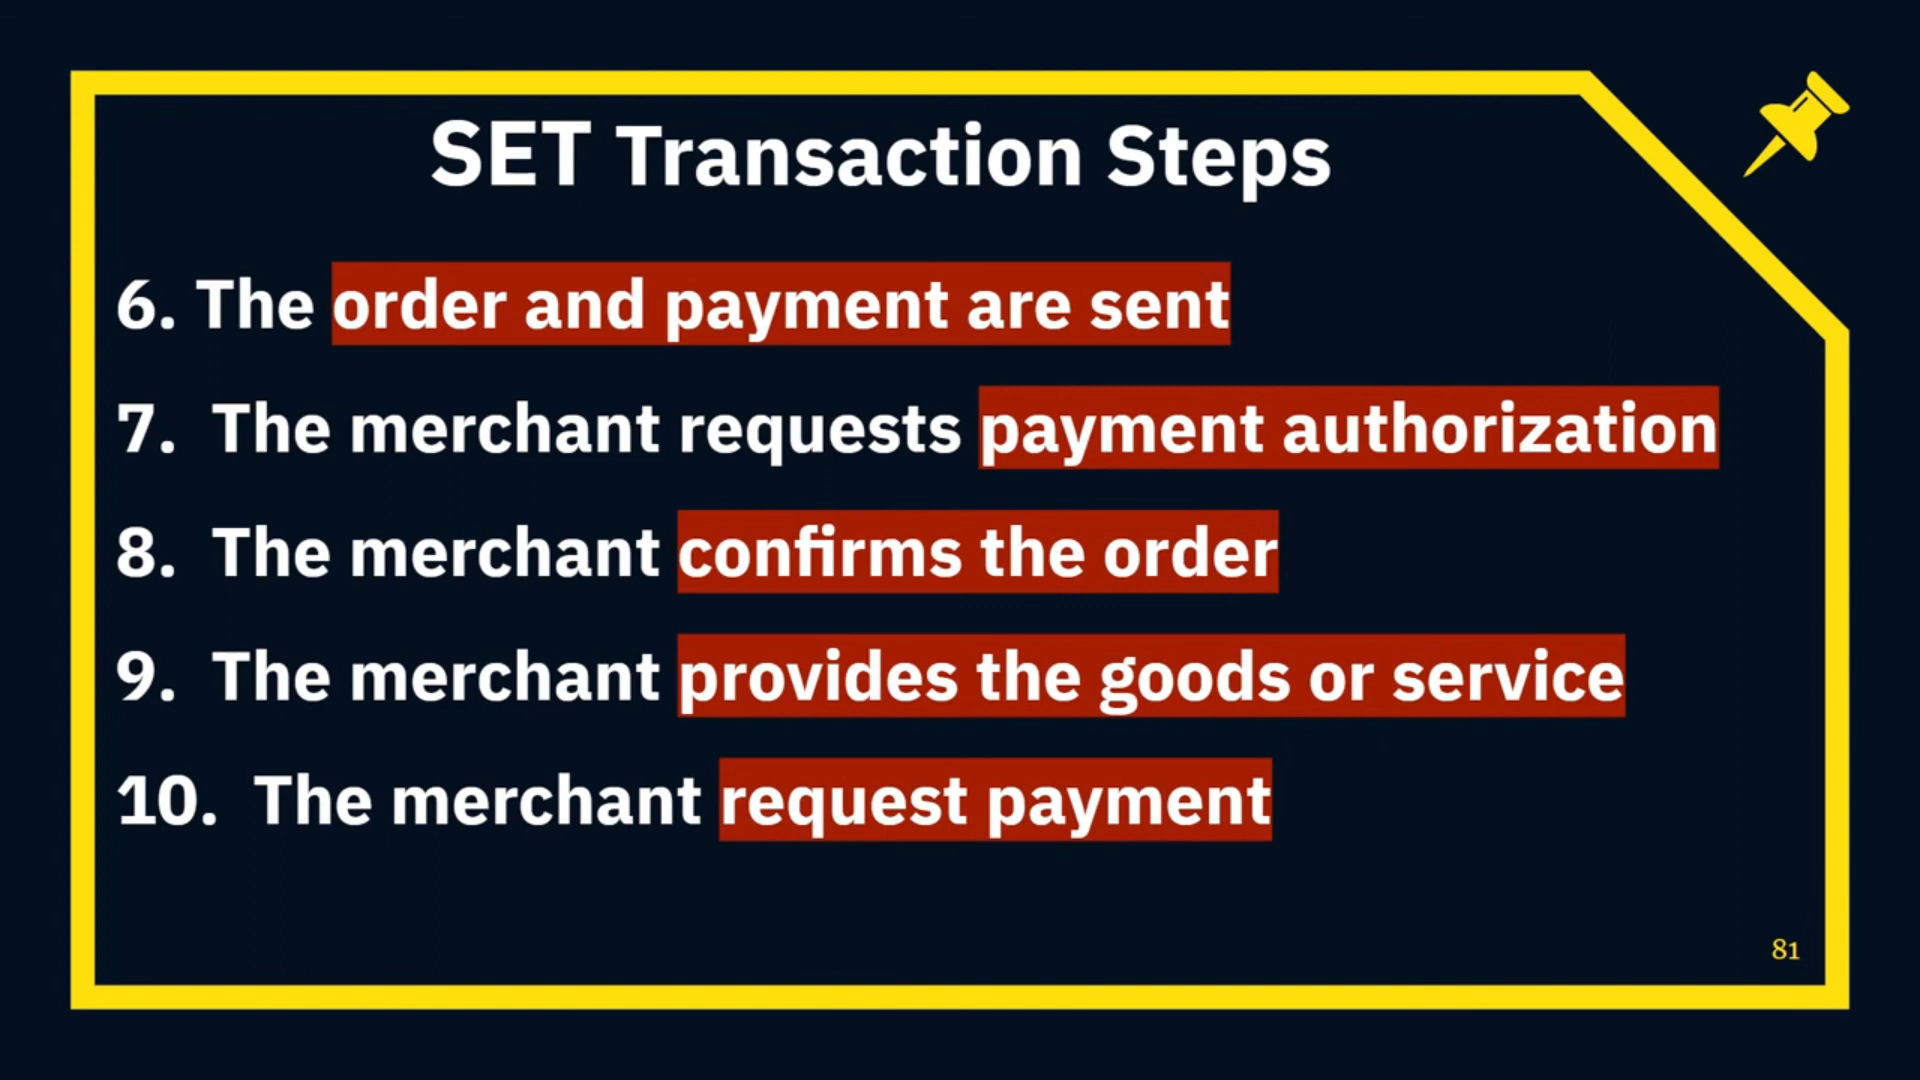 SET Transaction Steps
6. The order and payment are sent
7. The merchant requests payment authorization
8. The merchant confirms the order
9. The merchant provides the goods or service
10. The merchant request payment
81